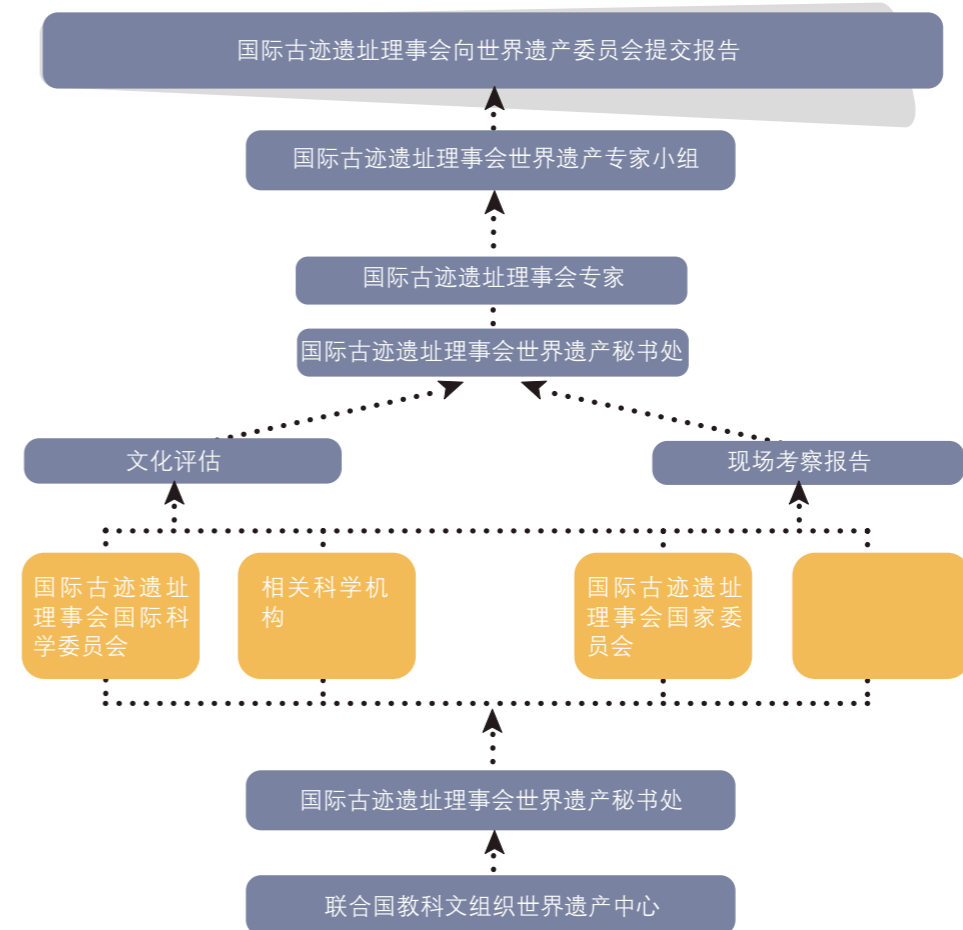 国际古迹遗址理事会向世界遗产委员会提交报告
国际古迹遗址理事会世界遗产专家小组
国际古迹遗址理事会专家
国际古迹遗址理事会世界遗产秘书处
文化评估
现场考察报告
国际古迹遗址
理事会国际科
学委员会
相关科学机
构
国际古迹遗址
理事会国家委
员会
国际古迹遗址理事会世界遗产秘书处
联合国教科文组织世界遗产中心